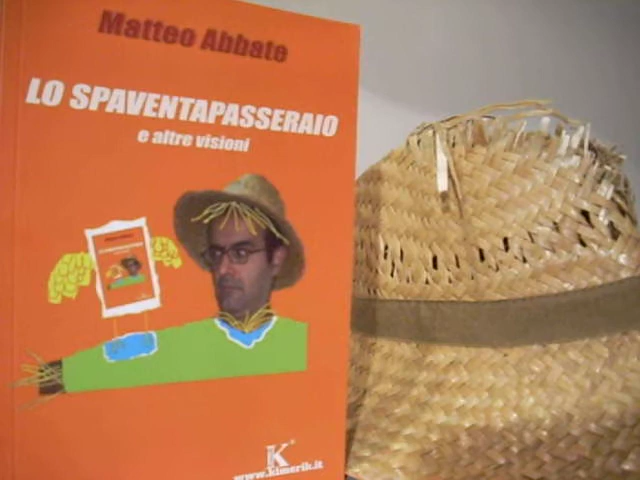 Matteo Abbate
LO SPAVENTAPASSERAIO
e altre visioni
K
www.kimerik.it